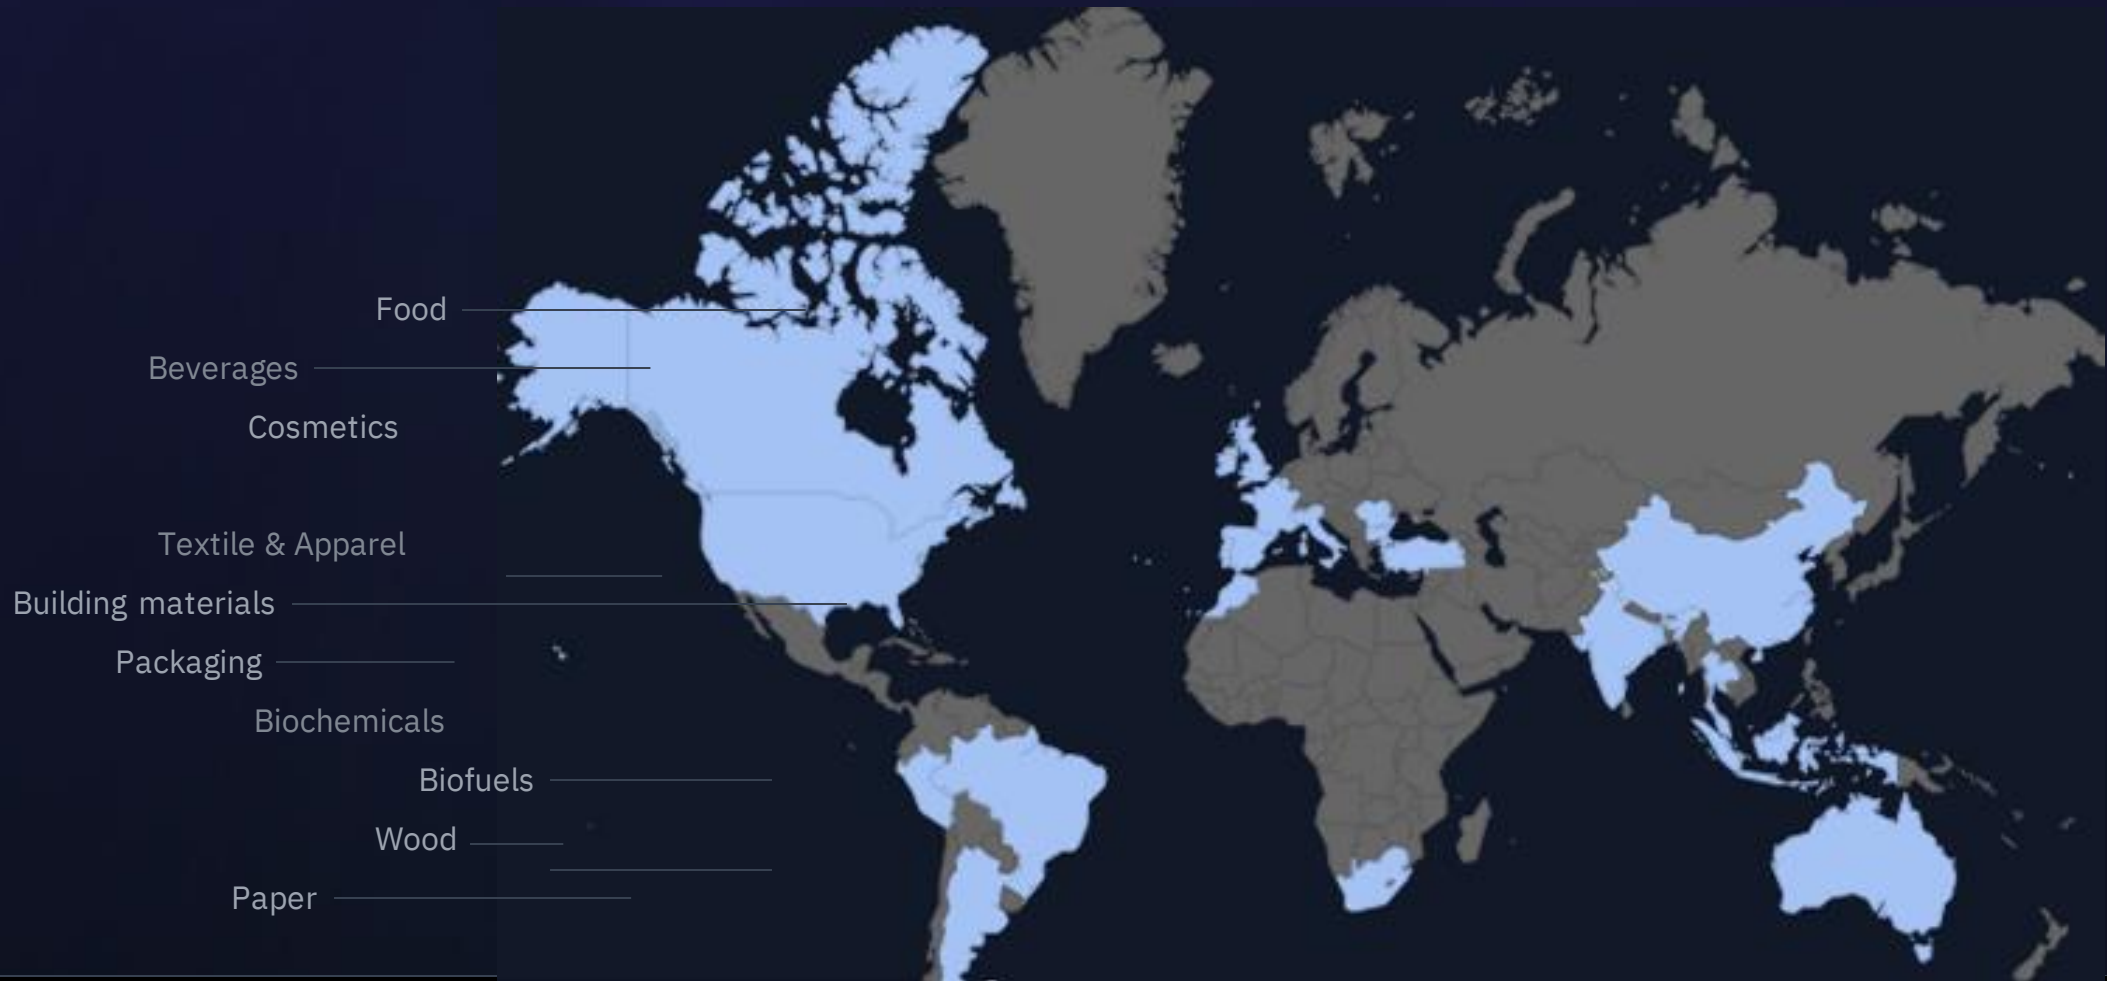 Food
Beverages
Cosmetics
Textile & Apparel
Building materials
Packaging
Biochemicals
Biofuels
Wood
Paper